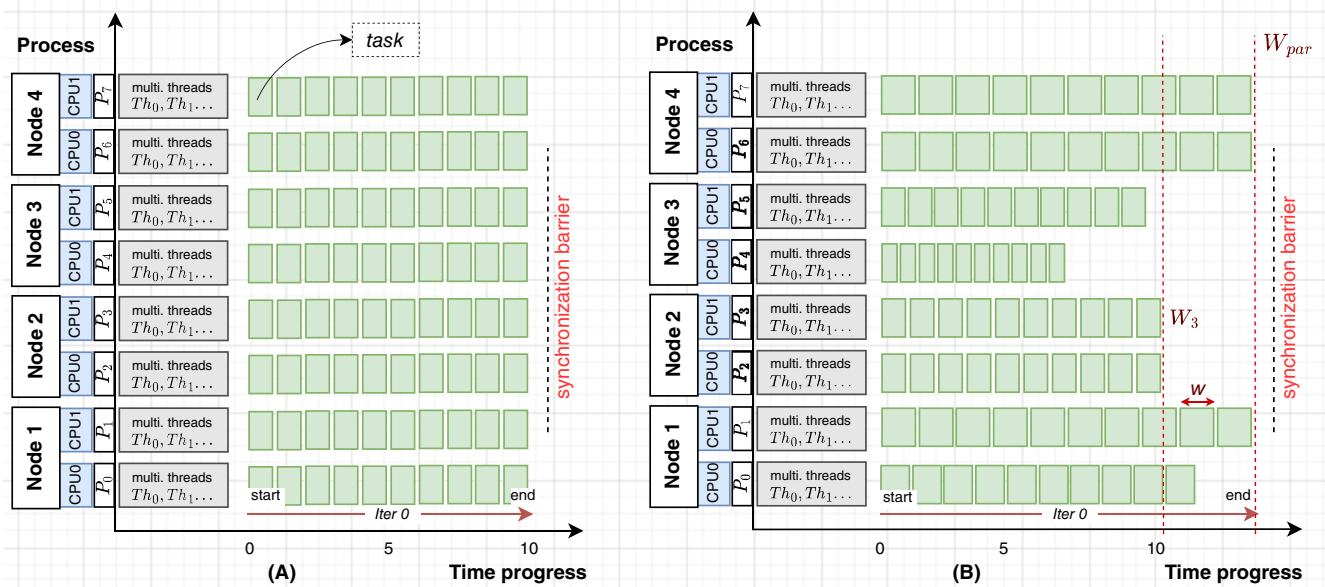 Process
task
Node 4
CPU1
P7
multi. threads
Th0, Th1...
CPU0
P6
multi. threads
Th0, Th1...
Node 3
CPU1
P5
multi. threads
Th0, Th1...
CPU0
P4
multi. threads
Th0, Th1...
Node 2
CPU1
P3
multi. threads
Th0, Th1...
CPU0
P2
multi. threads
Th0, Th1...
Node 1
CPU1
P1
multi. threads
Th0, Th1...
CPU0
P0
multi. threads
Th0, Th1...
synchronization barrier
start
end
Iter 0
0 5 10
(A) Time progress
Process
Wpar
Node 4
CPU1
P7
multi. threads
Th0, Th1...
CPU0
P6
multi. threads
Th0, Th1...
Node 3
CPU1
P5
multi. threads
Th0, Th1...
CPU0
P4
multi. threads
Th0, Th1...
Node 2
CPU1
P3
multi. threads
Th0, Th1...
W3
CPU0
P2
multi. threads
Th0, Th1...
Node 1
CPU1
P1
multi. threads
Th0, Th1...
w
CPU0
P0
multi. threads
Th0, Th1...
synchronization barrier
start
end
Iter 0
0 5 10
(B) Time progress